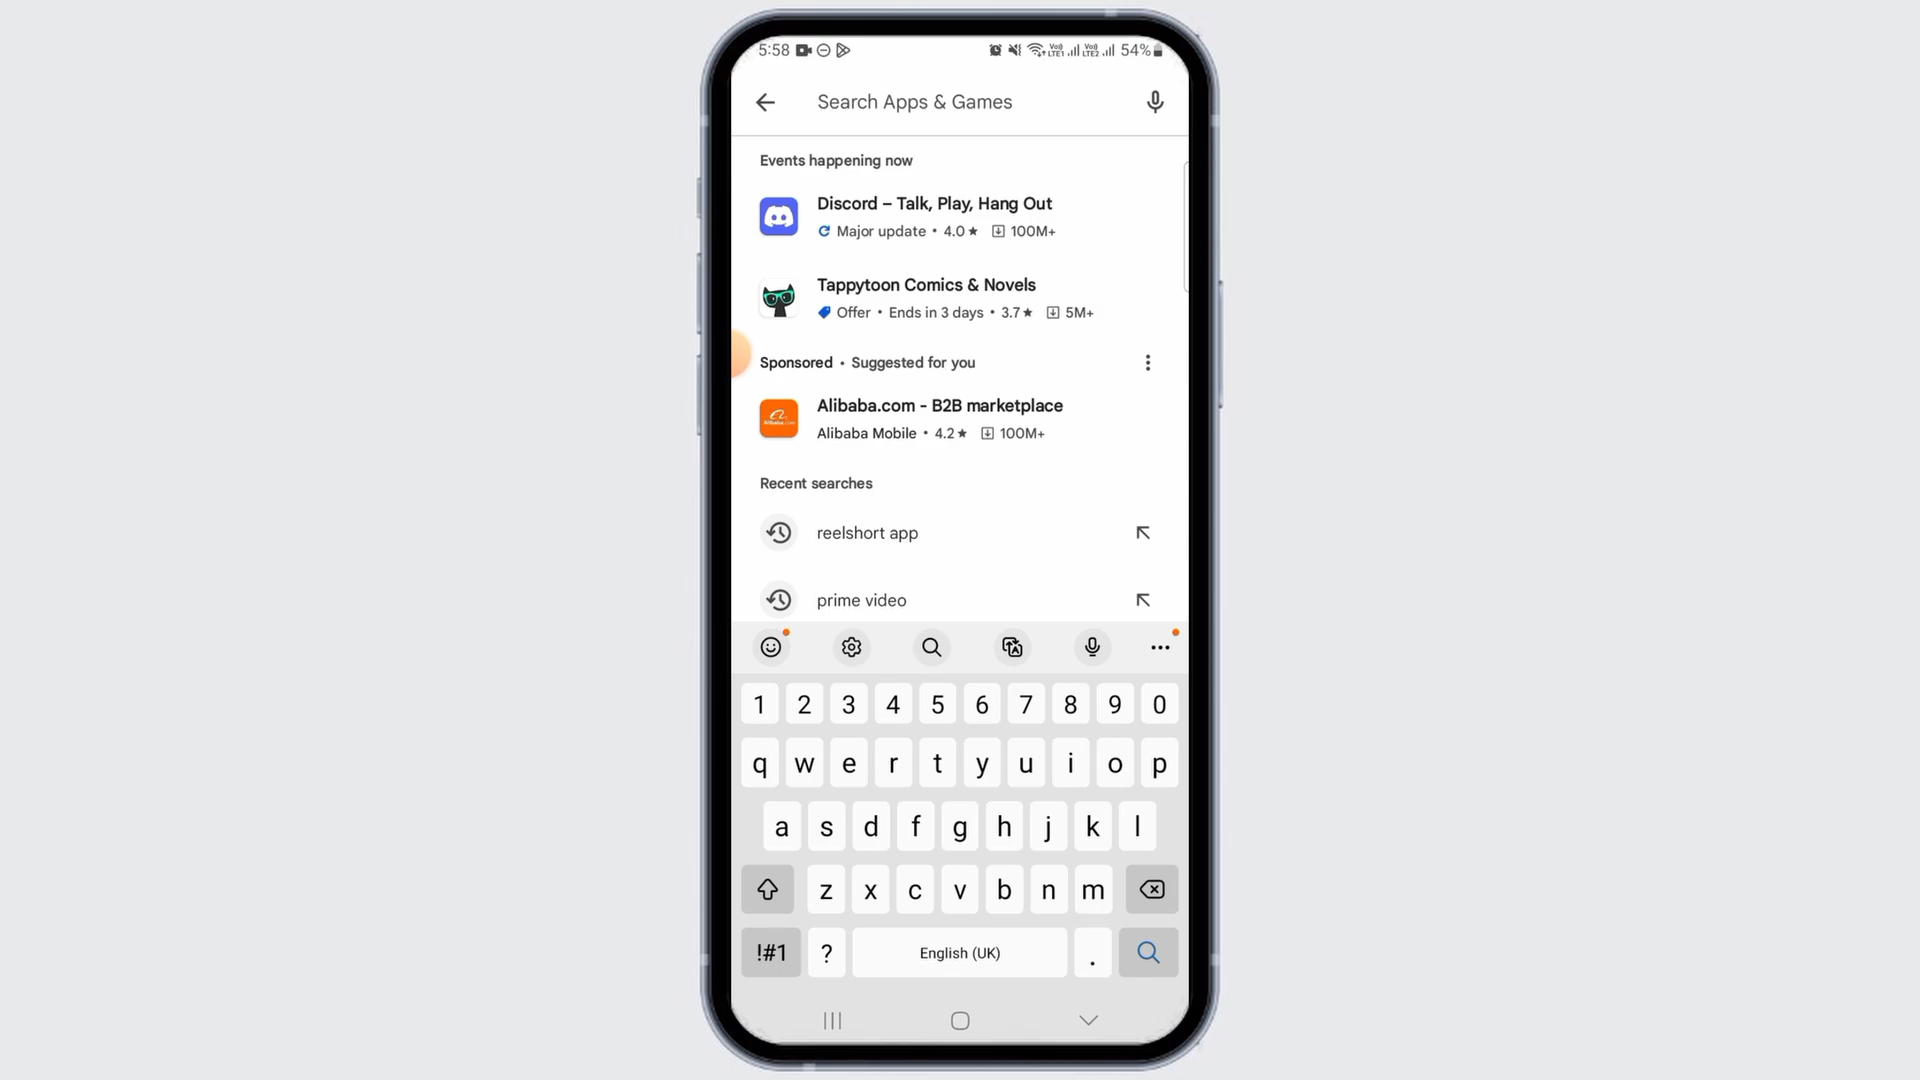 5:58 54%
Search Apps & Games
Events happening now
Discord – Talk, Play, Hang Out
Major update • 4.0★ 100M+
Tappytoon Comics & Novels
Offer • Ends in 3 days • 3.7★ 5M+
Sponsored • Suggested for you
Alibaba.com - B2B marketplace
Alibaba Mobile • 4.2★ 100M+
Recent searches
reelshort app
prime video
1 2 3 4 5 6 7 8 9 0
q w e r t y u i o p
a s d f g h j k l
z x c v b n m
!#1 ? English (UK) .